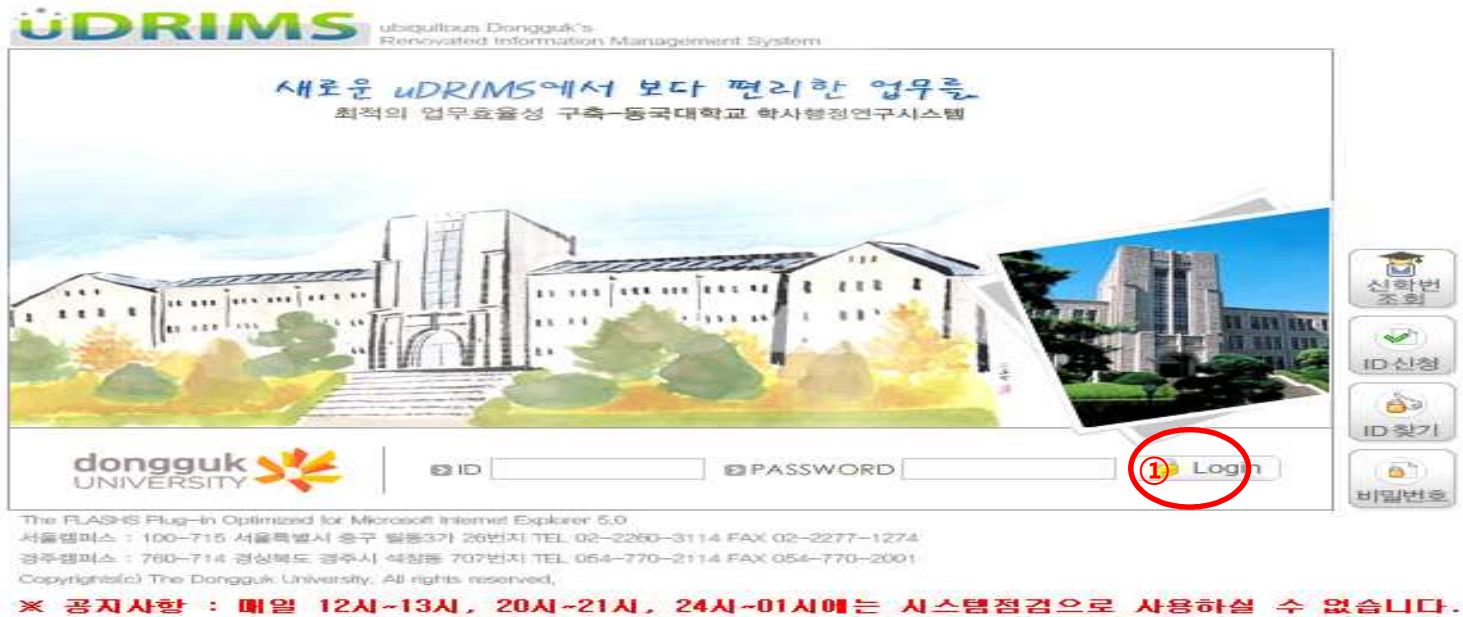 uDRIMS
ubiquitous Dongguk's
Renovated Information Management System
새로운 uDRIMS에서 보다 편리한 업무를
최적의 업무효율성 구축-동국대학교 학사행정연구시스템
신학번
조회
ID신청
ID찾기
비밀번호
dongguk
UNIVERSITY
ID
PASSWORD
① Login
The FLASHS Plug-in Optimized for Microsoft Internet Explorer 5.0
서울캠퍼스 : 100-715 서울특별시 중구 필동3가 26번지 TEL 02-2260-3114 FAX 02-2277-1274
경주캠퍼스 : 780-714 경상북도 경주시 석장동 707번지 TEL 054-770-2114 FAX 054-770-2001
Copyrights(c) The Dongguk University. All rights reserved,
※ 공지사항 : 매일 12시~13시, 20시~21시, 24시~01시에는 시스템점검으로 사용하실 수 없습니다.